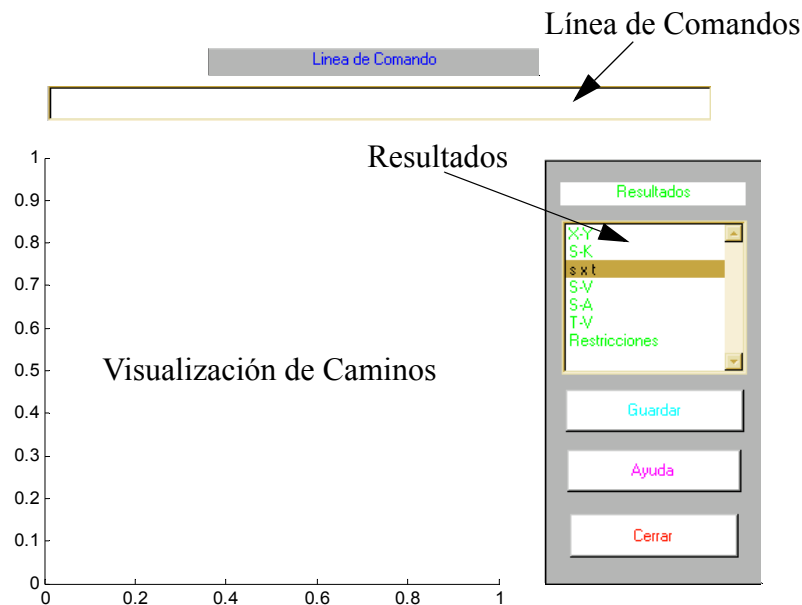 Línea de Comandos
Linea de Comando
Resultados
Resultados
X-Y
S-K
s x t
S-V
S-A
T-V
Restricciones
Guardar
Ayuda
Cerrar
Visualización de Caminos
1
0.9
0.8
0.7
0.6
0.5
0.4
0.3
0.2
0.1
0
0 0.2 0.4 0.6 0.8 1